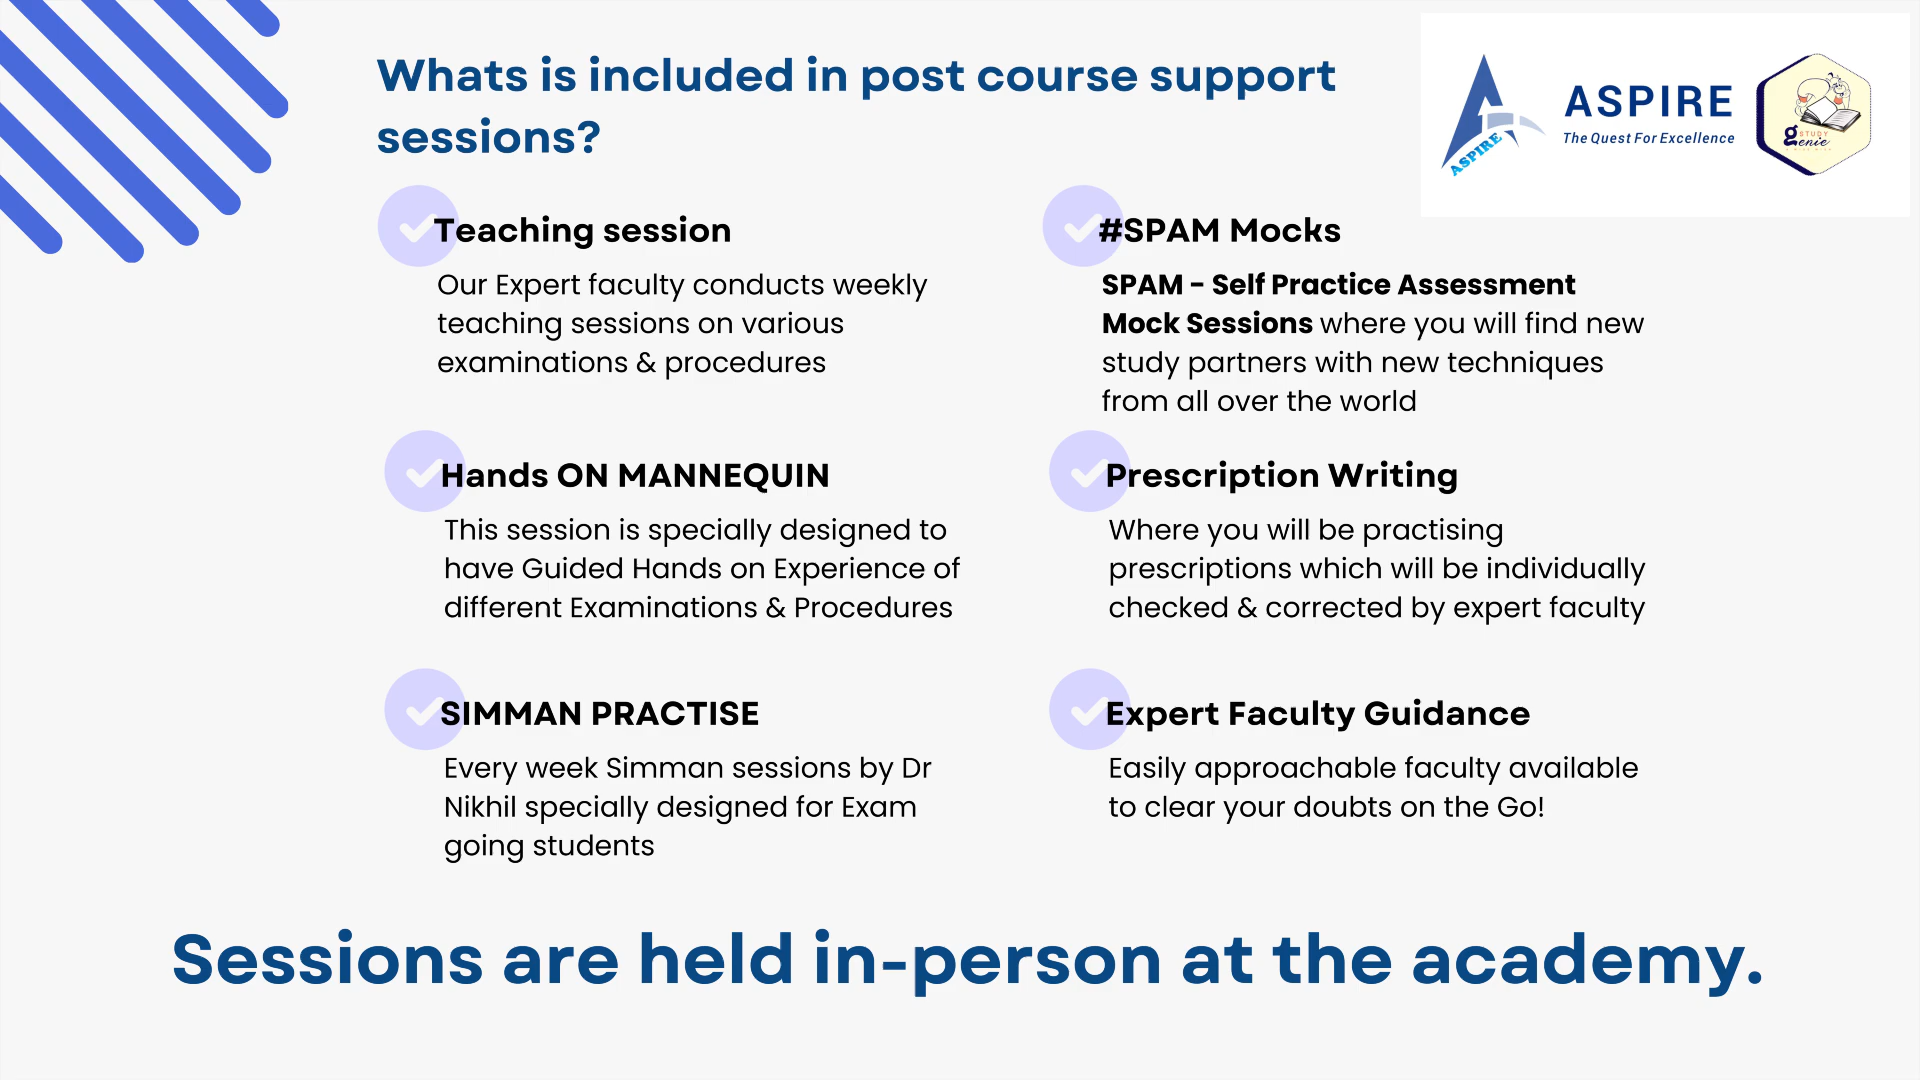 Whats is included in post course support
sessions?
ASPIRE
ASPIRE
The Quest For Excellence
STUDY
genie
Teaching session
Our Expert faculty conducts weekly
teaching sessions on various
examinations & procedures
#SPAM Mocks
SPAM - Self Practice Assessment
Mock Sessions where you will find new
study partners with new techniques
from all over the world
Hands ON MANNEQUIN
This session is specially designed to
have Guided Hands on Experience of
different Examinations & Procedures
Prescription Writing
Where you will be practising
prescriptions which will be individually
checked & corrected by expert faculty
SIMMAN PRACTISE
Every week Simman sessions by Dr
Nikhil specially designed for Exam
going students
Expert Faculty Guidance
Easily approachable faculty available
to clear your doubts on the Go!
Sessions are held in-person at the academy.